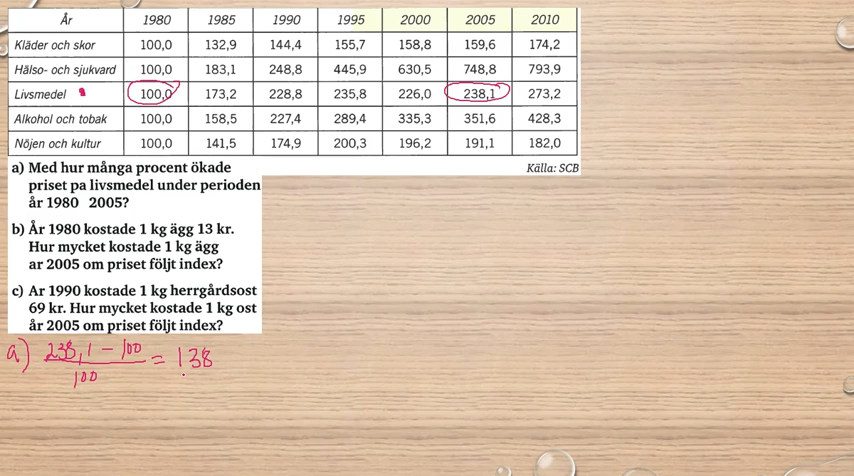 År 1980 1985 1990 1995 2000 2005 2010
Kläder och skor 100,0 132,9 144,4 155,7 158,8 159,6 174,2
Hälso- och sjukvard 100,0 183,1 248,8 445,9 630,5 748,8 793,9
Livsmedel 100,0 173,2 228,8 235,8 226,0 238,1 273,2
Alkohol och tobak 100,0 158,5 227,4 289,4 335,3 351,6 428,3
Nöjen och kultur 100,0 141,5 174,9 200,3 196,2 191,1 182,0
Källa: SCB
a) Med hur många procent ökade
priset pa livsmedel under perioden
år 1980 2005?
b) År 1980 kostade 1 kg ägg 13 kr.
Hur mycket kostade 1 kg ägg
ar 2005 om priset följt index?
c) Ar 1990 kostade 1 kg herrgårdsost
69 kr. Hur mycket kostade 1 kg ost
år 2005 om priset följt index?
a) 238,1 - 100
100
= 1.38